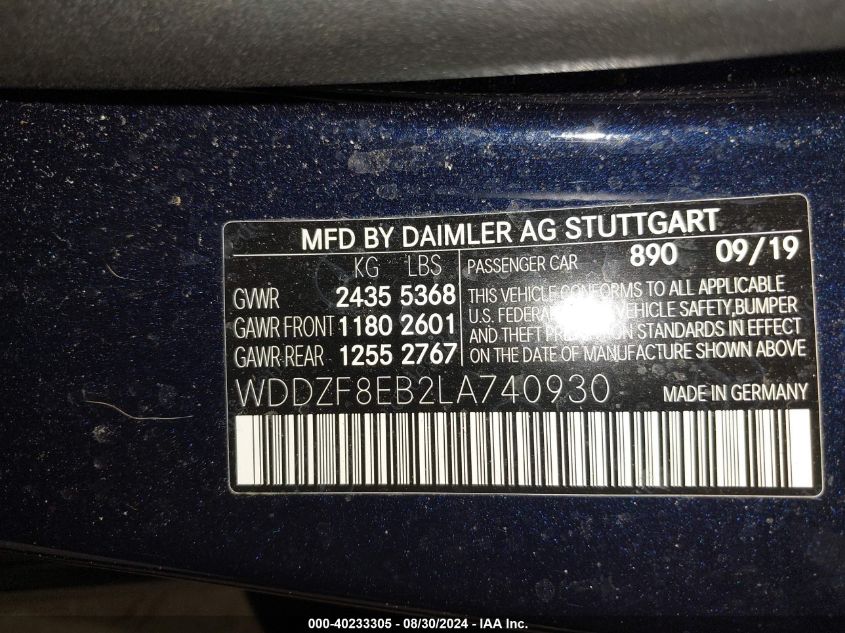 MFD BY DAIMLER AG STUTTGART
KG LBS
GVWR 2435 5368
GAWR FRONT 1180 2601
GAWR REAR 1255 2767
PASSENGER CAR 890 09/19
THIS VEHICLE CONFORMS TO ALL APPLICABLE
U.S. FEDERAL VEHICLE SAFETY, BUMPER
AND THEFT PREVENTION STANDARDS IN EFFECT
ON THE DATE OF MANUFACTURE SHOWN ABOVE
WDDZF8EB2LA740930 MADE IN GERMANY
000-40233305 - 08/30/2024 - IAA Inc.